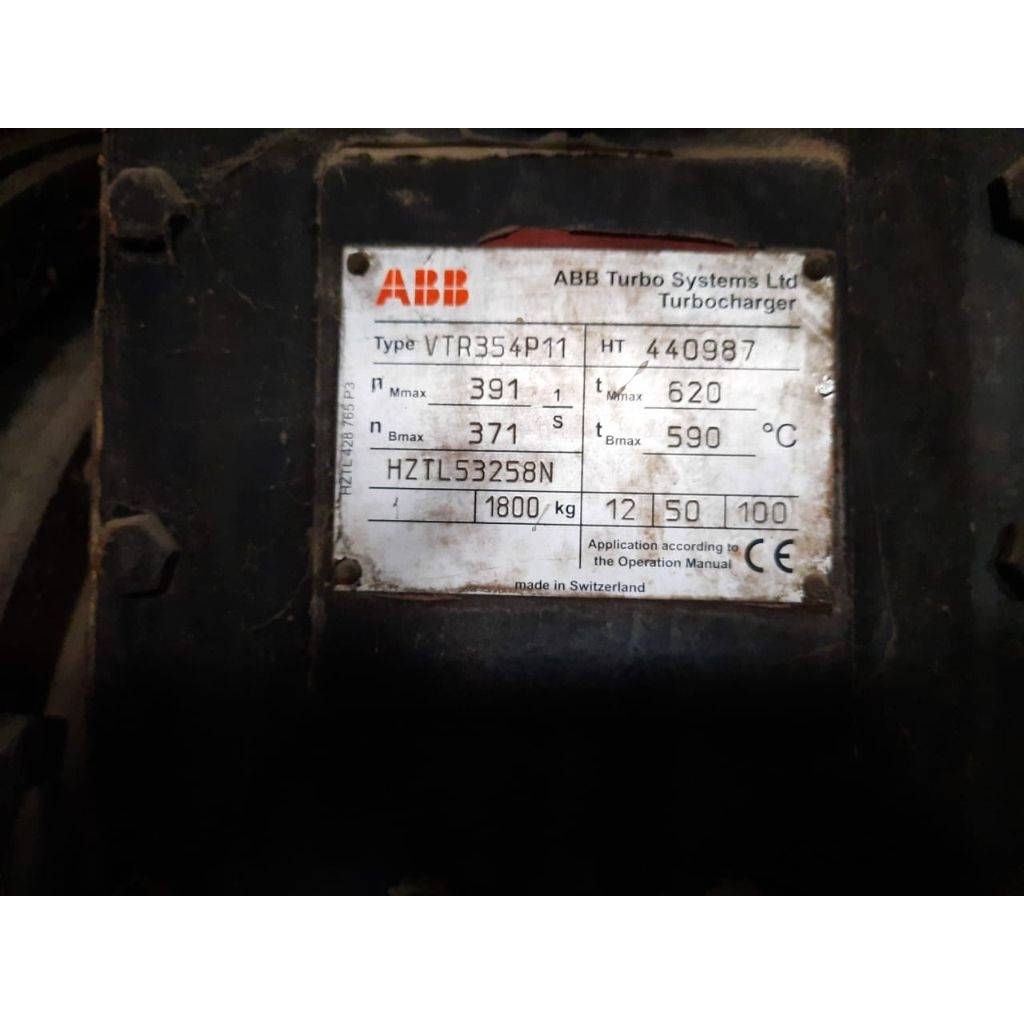 ABB
ABB Turbo Systems Ltd
Turbocharger
Type VTR354P11 HT 440987
n Mmax 391 1/s t Mmax 620
n Bmax 371 t Bmax 590 °C
HZTL53258N
1800 kg 12 50 100
Application according to
the Operation Manual CE
made in Switzerland
HZTL 428 765 P3